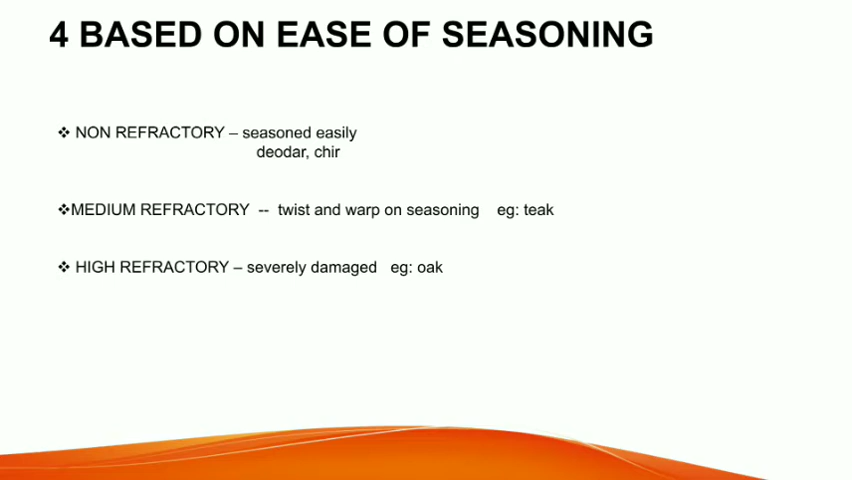 4 BASED ON EASE OF SEASONING
❖ NON REFRACTORY – seasoned easily
deodar, chir
❖MEDIUM REFRACTORY -- twist and warp on seasoning eg: teak
❖ HIGH REFRACTORY – severely damaged eg: oak